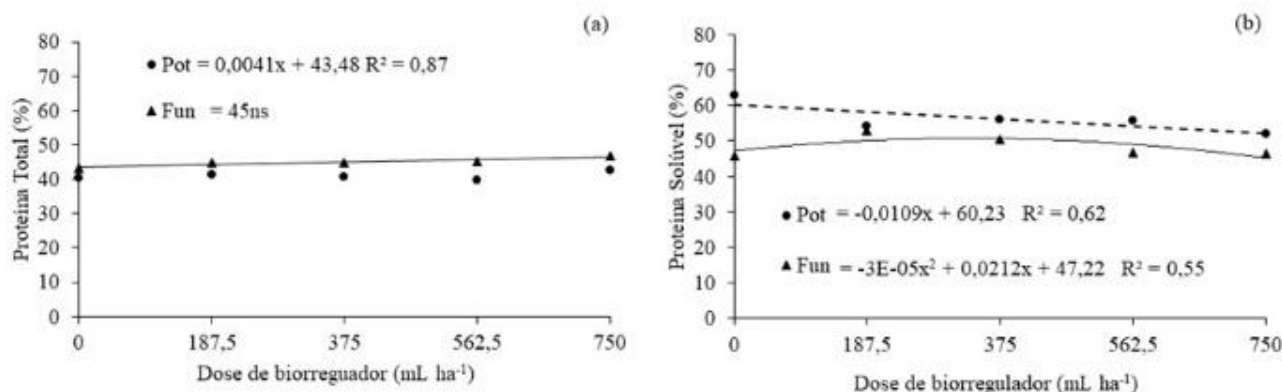 (a)
Proteína Total (%)
80
70
60
50
40
30
20
10
0
Pot = 0,0041x + 43,48 R² = 0,87
Fun = 45ns
0 187,5 375 562,5 750
Dose de biorreguador (mL ha⁻¹)
(b)
Proteína Solúvel (%)
80
70
60
50
40
30
20
10
0
Pot = -0,0109x + 60,23 R² = 0,62
Fun = -3E-05x² + 0,0212x + 47,22 R² = 0,55
0 187,5 375 562,5 750
Dose de biorregulador (mL ha⁻¹)